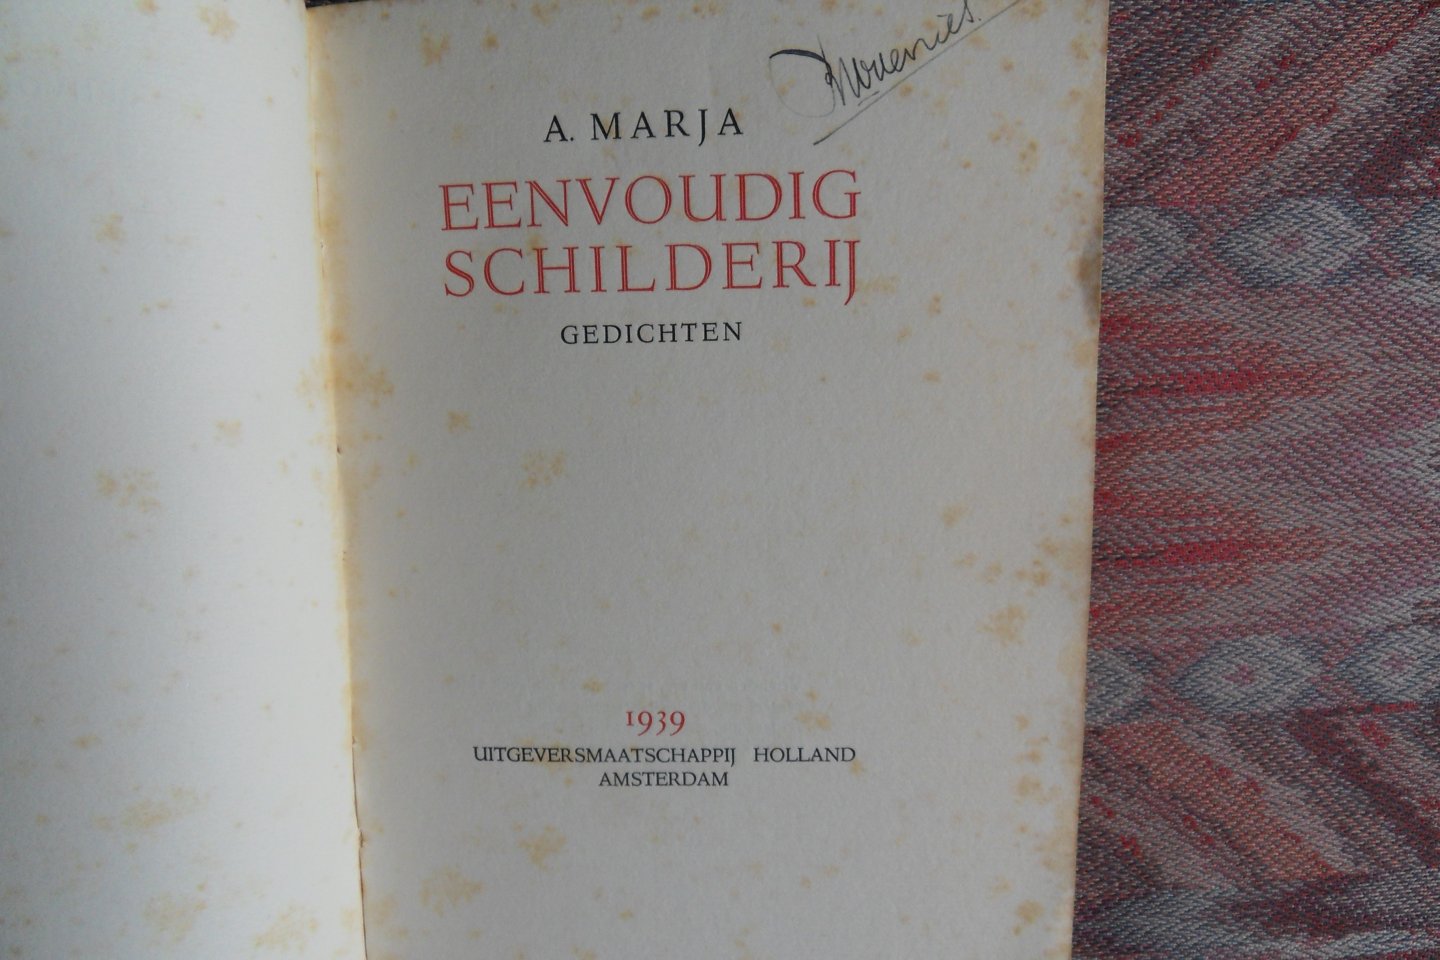 A. MARJA
EENVOUDIG
SCHILDERIJ
GEDICHTEN
1939
UITGEVERSMAATSCHAPPIJ HOLLAND
AMSTERDAM